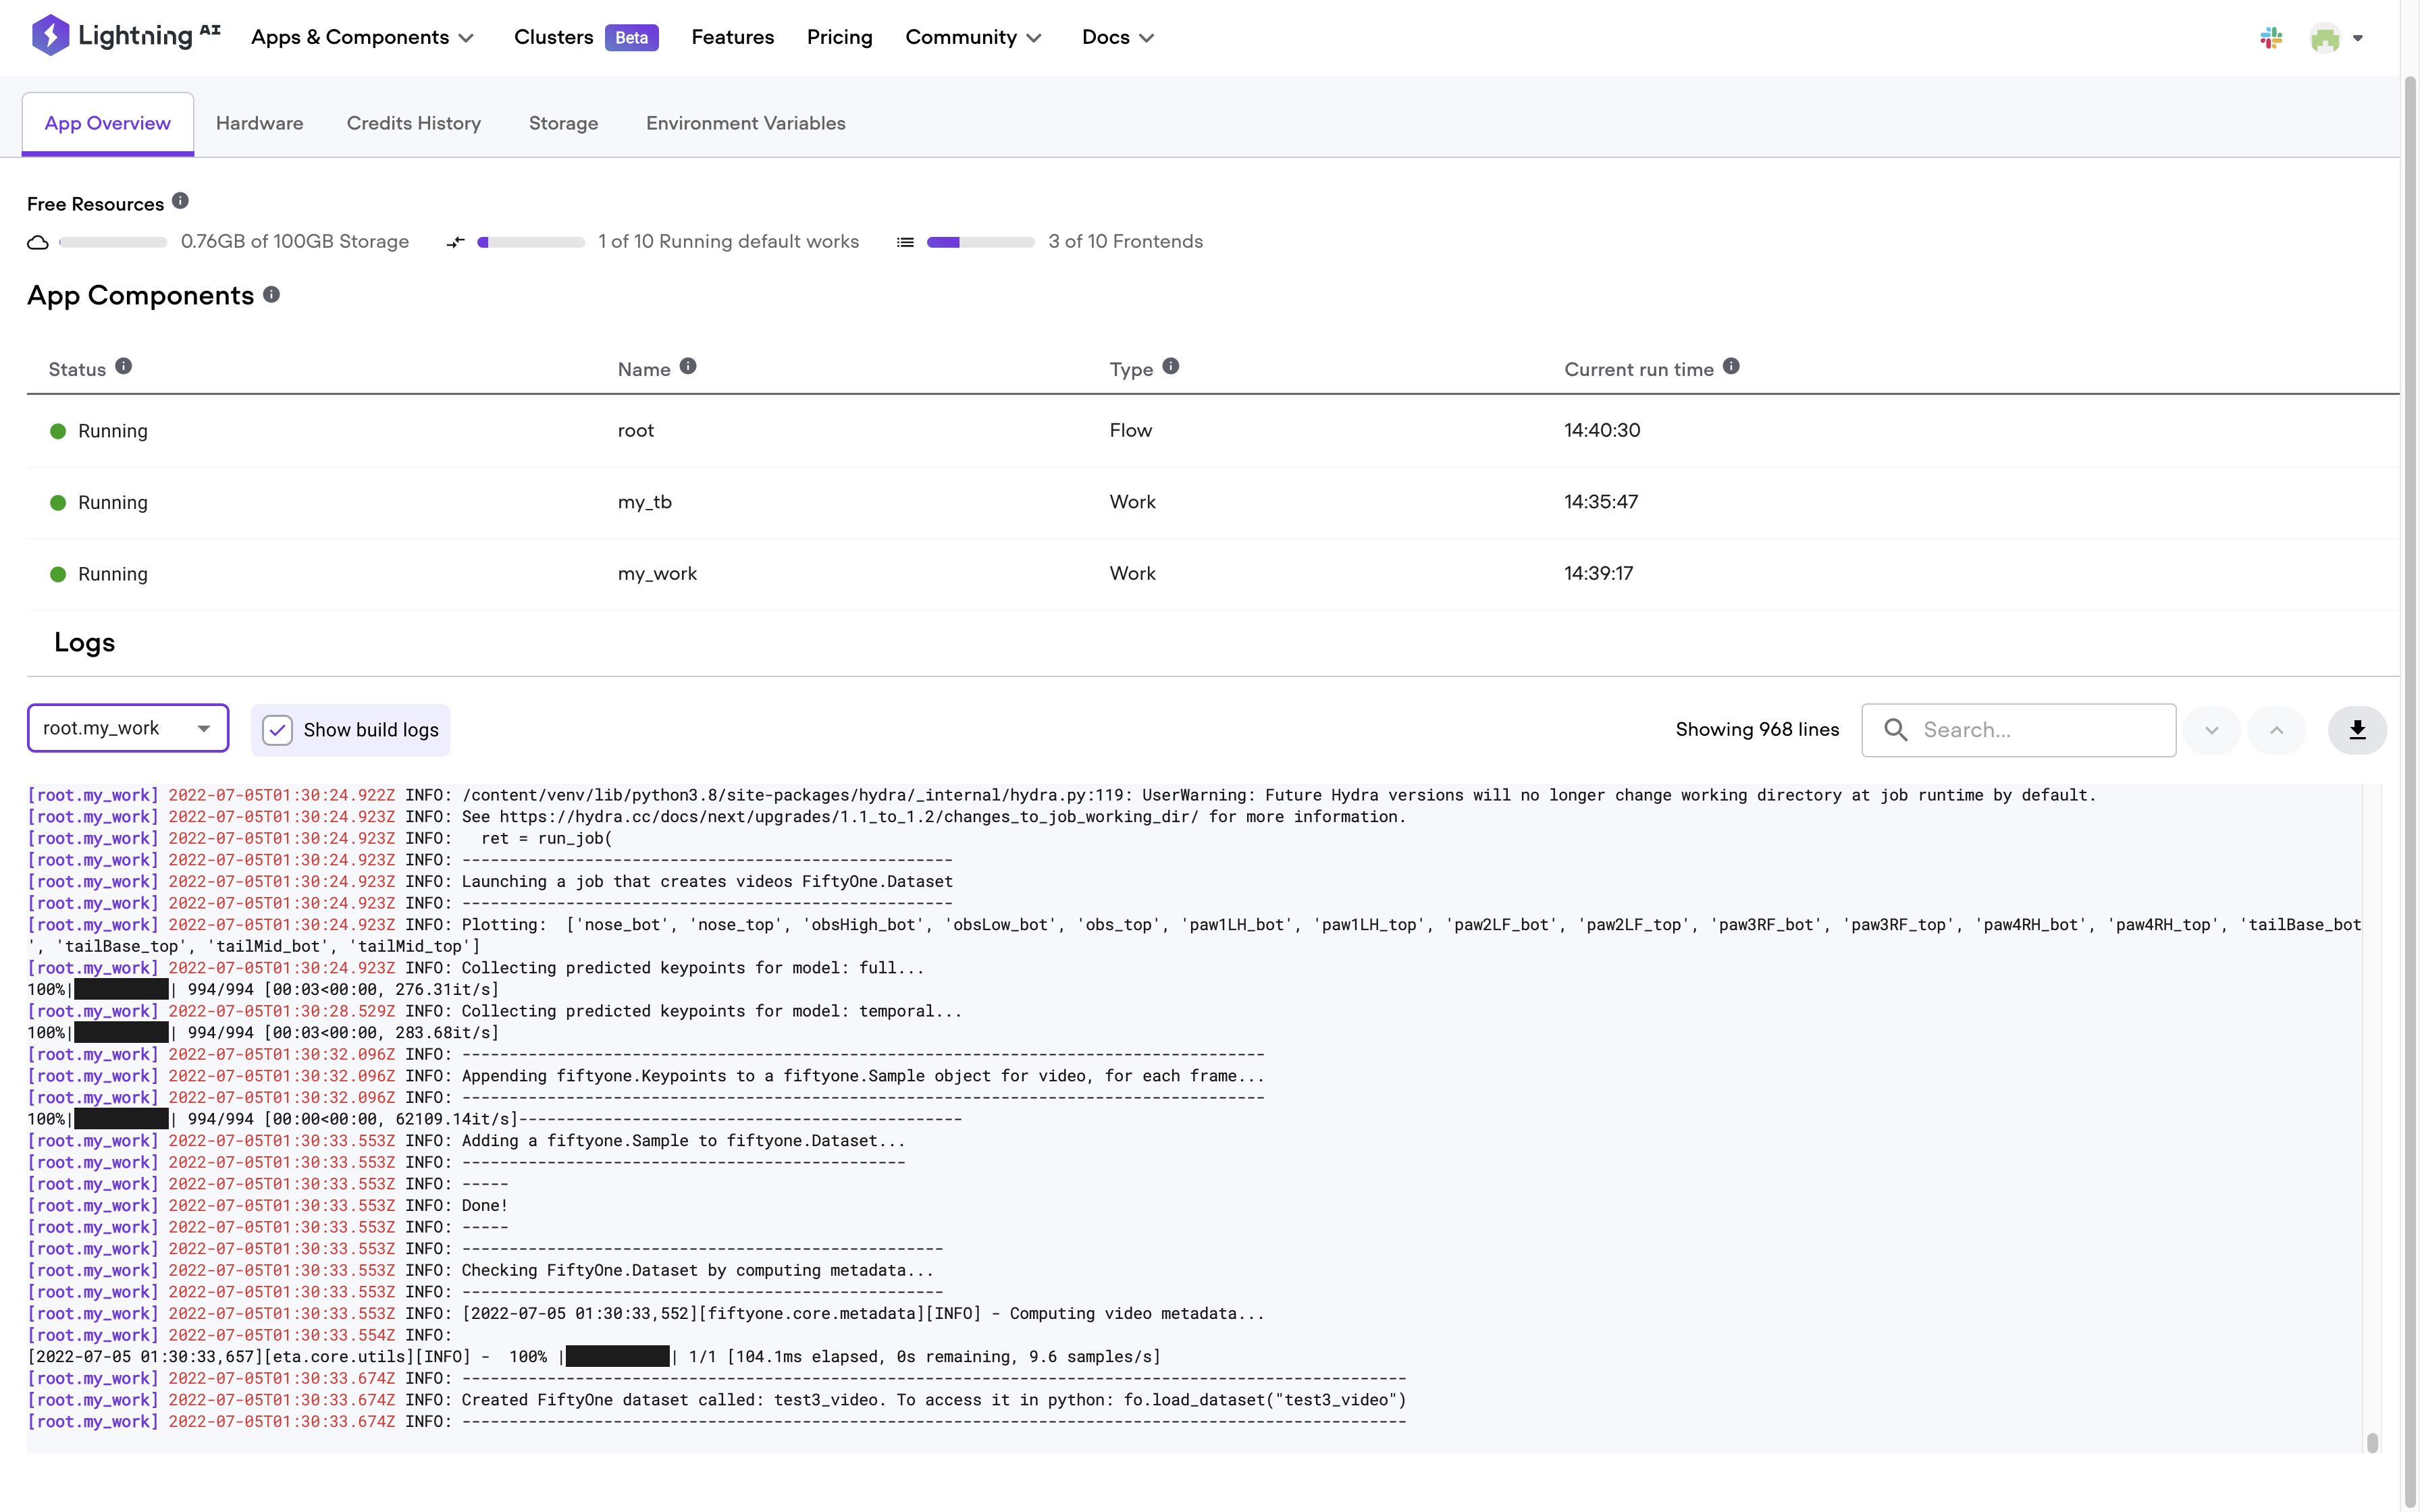 Lightning AI Apps & Components Clusters Beta Features Pricing Community Docs
App Overview Hardware Credits History Storage Environment Variables
Free Resources
0.76GB of 100GB Storage 1 of 10 Running default works 3 of 10 Frontends
App Components
Status Name Type Current run time
Running root Flow 14:40:30
Running my_tb Work 14:35:47
Running my_work Work 14:39:17
Logs
root.my_work Show build logs Showing 968 lines Search...
[root.my_work] 2022-07-05T01:30:24.922Z INFO: /content/venv/lib/python3.8/site-packages/hydra/_internal/hydra.py:119: UserWarning: Future Hydra versions will no longer change working directory at job runtime by default.
[root.my_work] 2022-07-05T01:30:24.923Z INFO: See https://hydra.cc/docs/next/upgrades/1.1_to_1.2/changes_to_job_working_dir/ for more information.
[root.my_work] 2022-07-05T01:30:24.923Z INFO:   ret = run_job(
[root.my_work] 2022-07-05T01:30:24.923Z INFO: ----------------------------------------------------
[root.my_work] 2022-07-05T01:30:24.923Z INFO: Launching a job that creates videos FiftyOne.Dataset
[root.my_work] 2022-07-05T01:30:24.923Z INFO: ----------------------------------------------------
[root.my_work] 2022-07-05T01:30:24.923Z INFO: Plotting:  ['nose_bot', 'nose_top', 'obsHigh_bot', 'obsLow_bot', 'obs_top', 'paw1LH_bot', 'paw1LH_top', 'paw2LF_bot', 'paw2LF_top', 'paw3RF_bot', 'paw3RF_top', 'paw4RH_bot', 'paw4RH_top', 'tailBase_bot
', 'tailBase_top', 'tailMid_bot', 'tailMid_top']
[root.my_work] 2022-07-05T01:30:24.923Z INFO: Collecting predicted keypoints for model: full...
100%|██████████| 994/994 [00:03<00:00, 276.31it/s]
[root.my_work] 2022-07-05T01:30:28.529Z INFO: Collecting predicted keypoints for model: temporal...
100%|██████████| 994/994 [00:03<00:00, 283.68it/s]
[root.my_work] 2022-07-05T01:30:32.096Z INFO: -------------------------------------------------------------------------------------
[root.my_work] 2022-07-05T01:30:32.096Z INFO: Appending fiftyone.Keypoints to a fiftyone.Sample object for video, for each frame...
[root.my_work] 2022-07-05T01:30:32.096Z INFO: -------------------------------------------------------------------------------------
100%|██████████| 994/994 [00:00<00:00, 62109.14it/s]-----------------------------------------------
[root.my_work] 2022-07-05T01:30:33.553Z INFO: Adding a fiftyone.Sample to fiftyone.Dataset...
[root.my_work] 2022-07-05T01:30:33.553Z INFO: -----------------------------------------------
[root.my_work] 2022-07-05T01:30:33.553Z INFO: -----
[root.my_work] 2022-07-05T01:30:33.553Z INFO: Done!
[root.my_work] 2022-07-05T01:30:33.553Z INFO: -----
[root.my_work] 2022-07-05T01:30:33.553Z INFO: ---------------------------------------------------
[root.my_work] 2022-07-05T01:30:33.553Z INFO: Checking FiftyOne.Dataset by computing metadata...
[root.my_work] 2022-07-05T01:30:33.553Z INFO: ---------------------------------------------------
[root.my_work] 2022-07-05T01:30:33.553Z INFO: [2022-07-05 01:30:33,552][fiftyone.core.metadata][INFO] - Computing video metadata...
[root.my_work] 2022-07-05T01:30:33.554Z INFO:
[2022-07-05 01:30:33,657][eta.core.utils][INFO] -  100% |███████████| 1/1 [104.1ms elapsed, 0s remaining, 9.6 samples/s]
[root.my_work] 2022-07-05T01:30:33.674Z INFO: ----------------------------------------------------------------------------------------------------
[root.my_work] 2022-07-05T01:30:33.674Z INFO: Created FiftyOne dataset called: test3_video. To access it in python: fo.load_dataset("test3_video")
[root.my_work] 2022-07-05T01:30:33.674Z INFO: ----------------------------------------------------------------------------------------------------